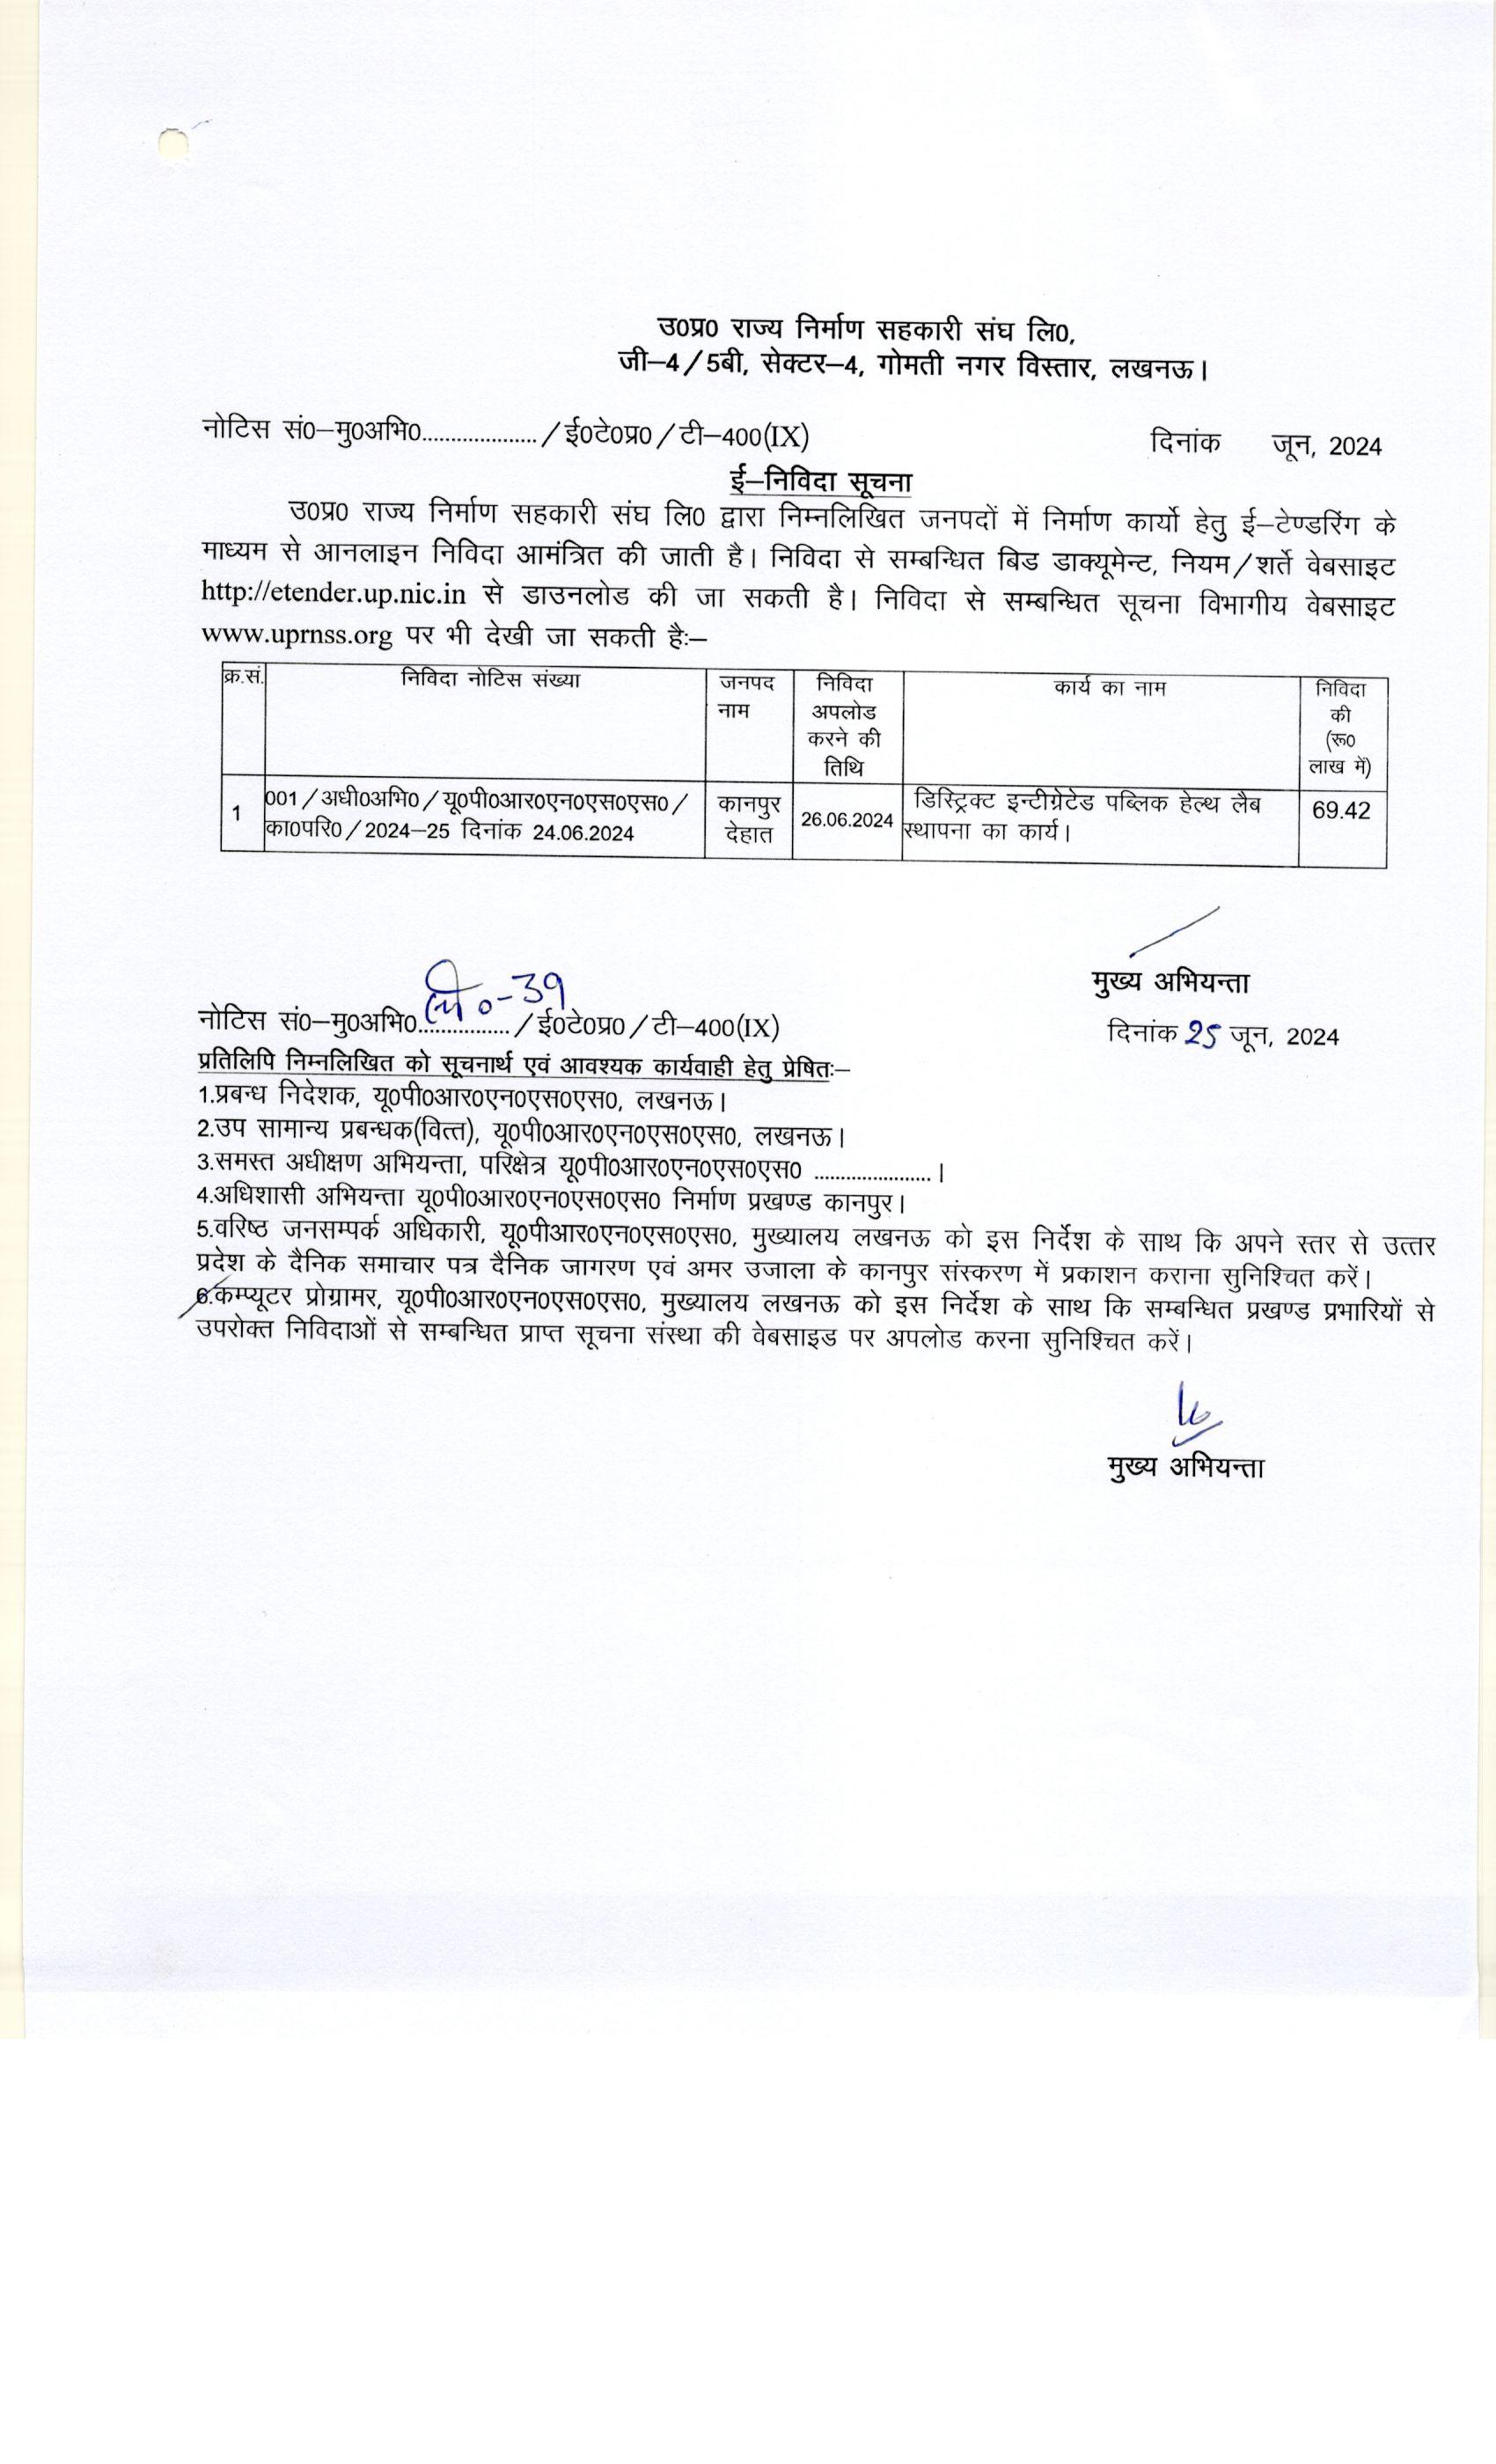 उ0प्र0 राज्य निर्माण सहकारी संघ लि0,
जी–4/5बी, सेक्टर–4, गोमती नगर विस्तार, लखनऊ।
नोटिस सं0–मु0अभि0..................../ई0टे0प्र0/टी–400(IX) दिनांक जून, 2024
ई–निविदा सूचना
उ0प्र0 राज्य निर्माण सहकारी संघ लि0 द्वारा निम्नलिखित जनपदों में निर्माण कार्यो हेतु ई–टेण्डरिंग के
माध्यम से आनलाइन निविदा आमंत्रित की जाती है। निविदा से सम्बन्धित बिड डाक्यूमेन्ट, नियम/शर्ते वेबसाइट
http://etender.up.nic.in से डाउनलोड की जा सकती है। निविदा से सम्बन्धित सूचना विभागीय वेबसाइट
www.uprnss.org पर भी देखी जा सकती हैः–
क्र.सं. निविदा नोटिस संख्या जनपद नाम निविदा अपलोड करने की तिथि कार्य का नाम निविदा की (रू0 लाख में)
1 001/अधी0अभि0/यू0पी0आर0एन0एस0एस0/ का0परि0/2024–25 दिनांक 24.06.2024 कानपुर देहात 26.06.2024 डिस्ट्रिक्ट इन्टीग्रेटेड पब्लिक हेल्थ लैब स्थापना का कार्य। 69.42
मुख्य अभियन्ता
नोटिस सं0–मु0अभि0................/ई0टे0प्र0/टी–400(IX) दिनांक 25 जून, 2024
प्रतिलिपि निम्नलिखित को सूचनार्थ एवं आवश्यक कार्यवाही हेतु प्रेषितः–
1.प्रबन्ध निदेशक, यू0पी0आर0एन0एस0एस0, लखनऊ।
2.उप सामान्य प्रबन्धक(वित्त), यू0पी0आर0एन0एस0एस0, लखनऊ।
3.समस्त अधीक्षण अभियन्ता, परिक्षेत्र यू0पी0आर0एन0एस0एस0 ......................।
4.अधिशासी अभियन्ता यू0पी0आर0एन0एस0एस0 निर्माण प्रखण्ड कानपुर।
5.वरिष्ठ जनसम्पर्क अधिकारी, यू0पीआर0एन0एस0एस0, मुख्यालय लखनऊ को इस निर्देश के साथ कि अपने स्तर से उत्तर
प्रदेश के दैनिक समाचार पत्र दैनिक जागरण एवं अमर उजाला के कानपुर संस्करण में प्रकाशन कराना सुनिश्चित करें।
6.कम्प्यूटर प्रोग्रामर, यू0पी0आर0एन0एस0एस0, मुख्यालय लखनऊ को इस निर्देश के साथ कि सम्बन्धित प्रखण्ड प्रभारियों से
उपरोक्त निविदाओं से सम्बन्धित प्राप्त सूचना संस्था की वेबसाइड पर अपलोड करना सुनिश्चित करें।
मुख्य अभियन्ता